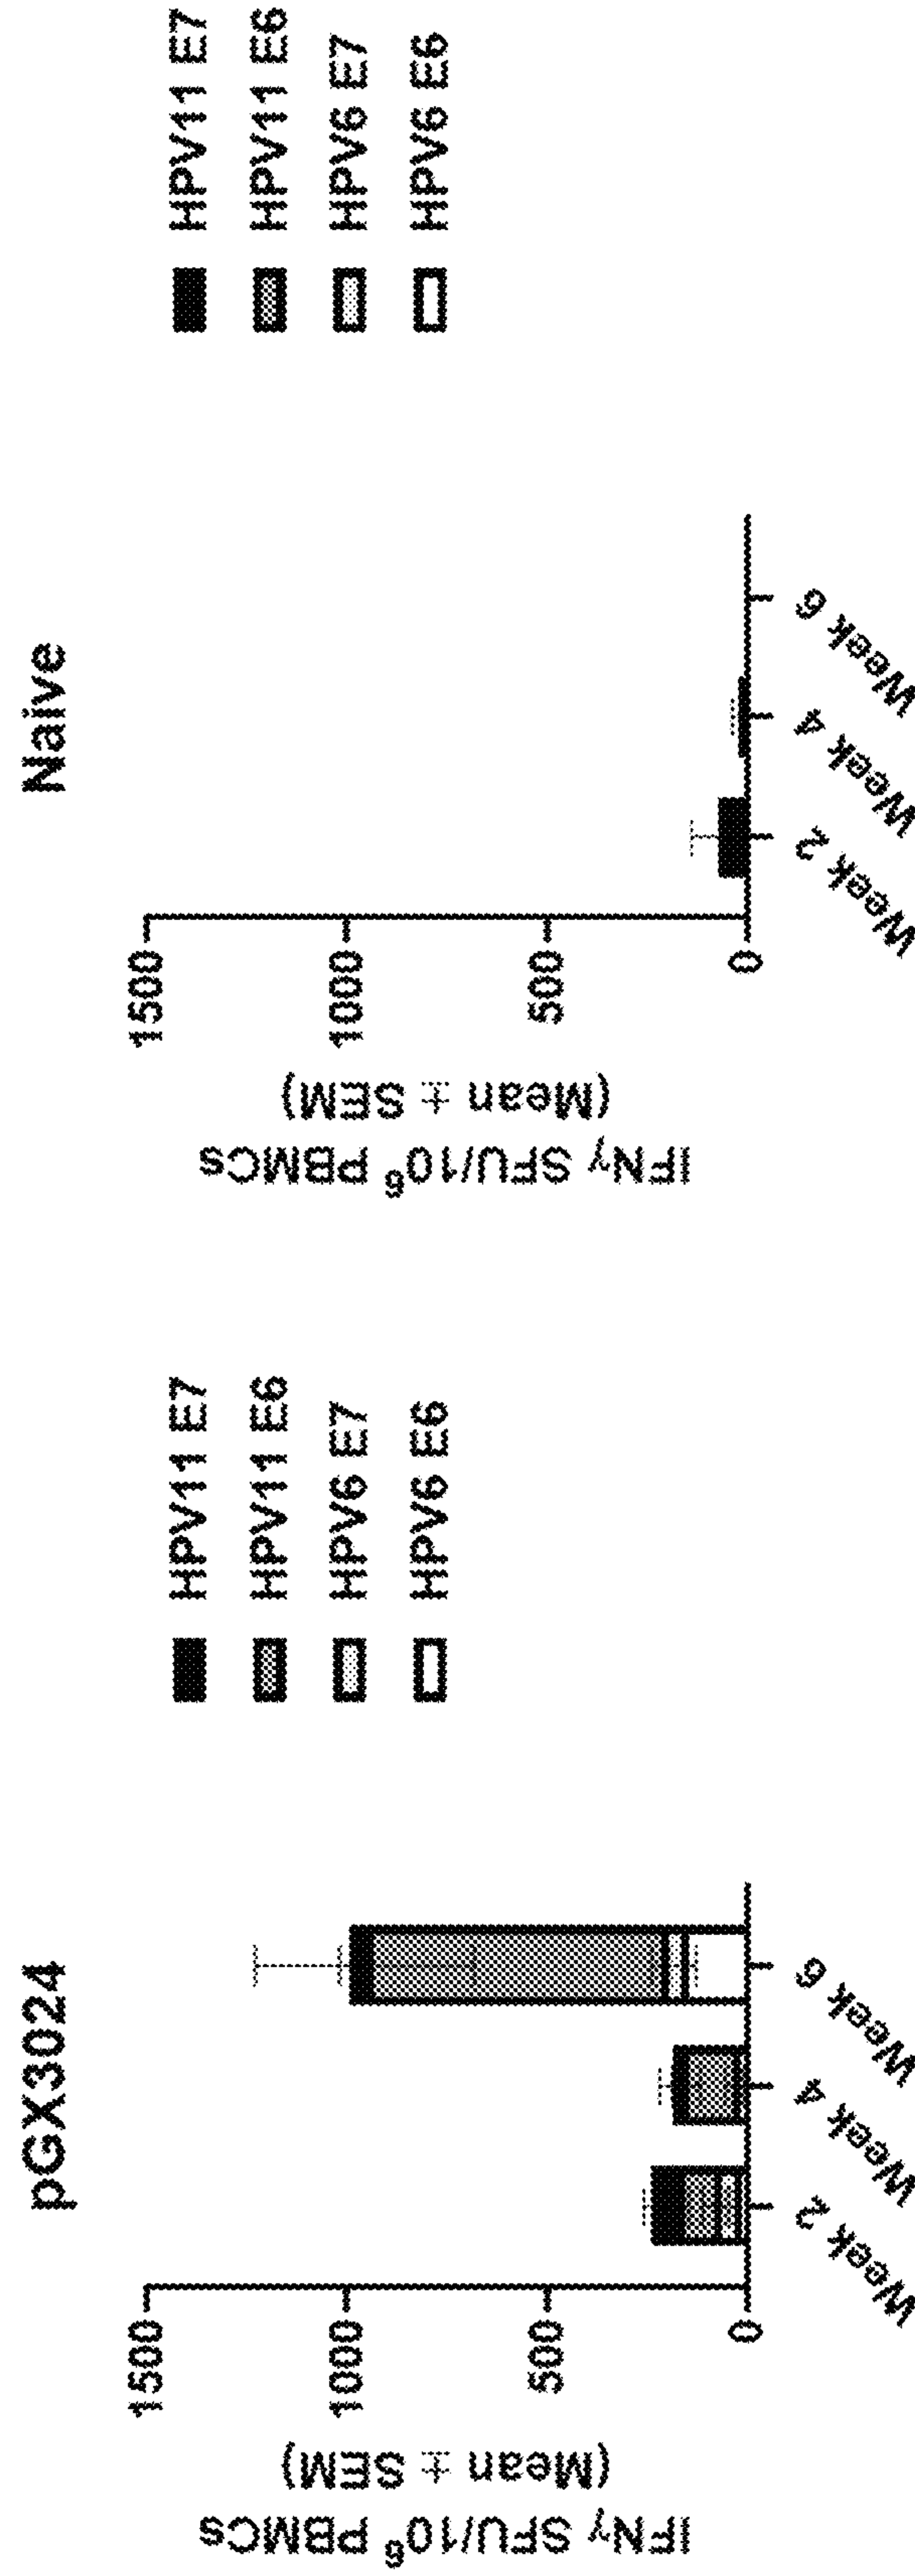 pGX3024
IFNγ SFU/10⁶ PBMCs
(Mean ± SEM)
1500
1000
500
0
Week 2
Week 4
Week 6
HPV11 E7
HPV11 E6
HPV6 E7
HPV6 E6
Naive
IFNγ SFU/10⁶ PBMCs
(Mean ± SEM)
1500
1000
500
0
Week 2
Week 4
Week 6
HPV11 E7
HPV11 E6
HPV6 E7
HPV6 E6